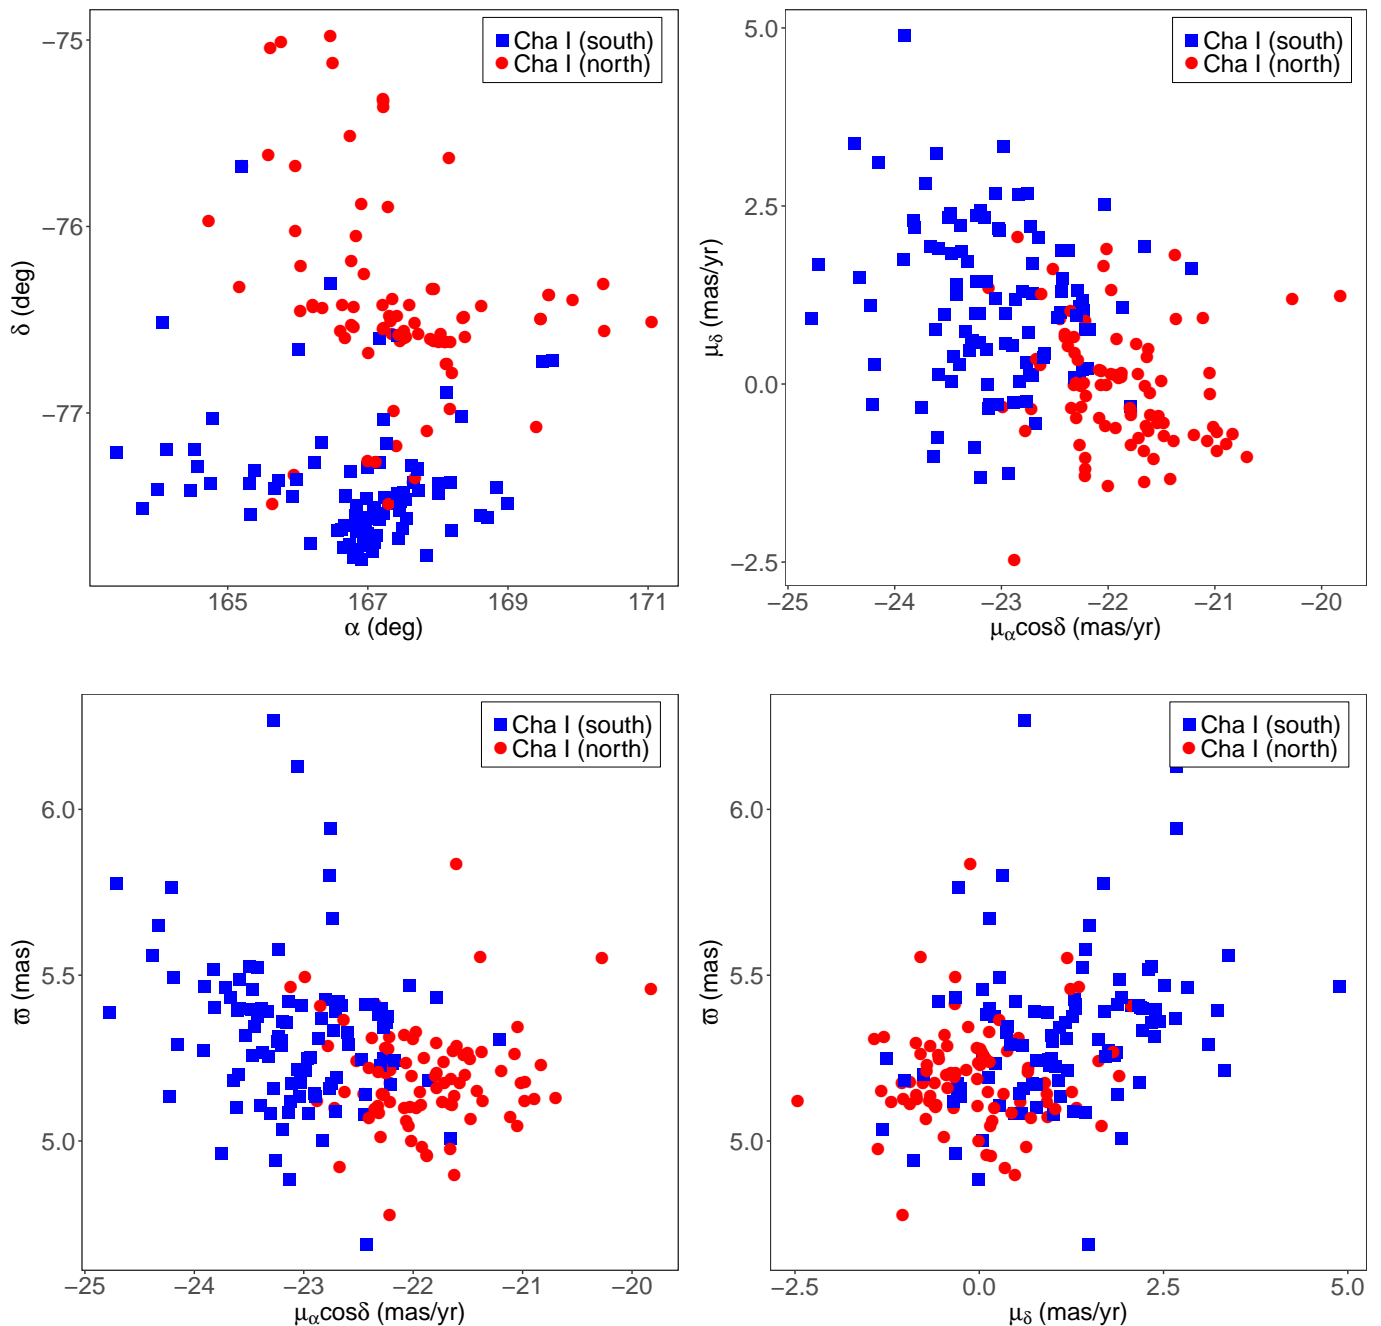 −75
−76
−77
δ (deg)
165
167
169
171
α (deg)
Cha I (south)
Cha I (north)
5.0
2.5
0.0
−2.5
μδ (mas/yr)
−25
−24
−23
−22
−21
−20
μαcosδ (mas/yr)
Cha I (south)
Cha I (north)
6.0
5.5
5.0
ϖ (mas)
−25
−24
−23
−22
−21
−20
μαcosδ (mas/yr)
Cha I (south)
Cha I (north)
6.0
5.5
5.0
ϖ (mas)
−2.5
0.0
2.5
5.0
μδ (mas/yr)
Cha I (south)
Cha I (north)